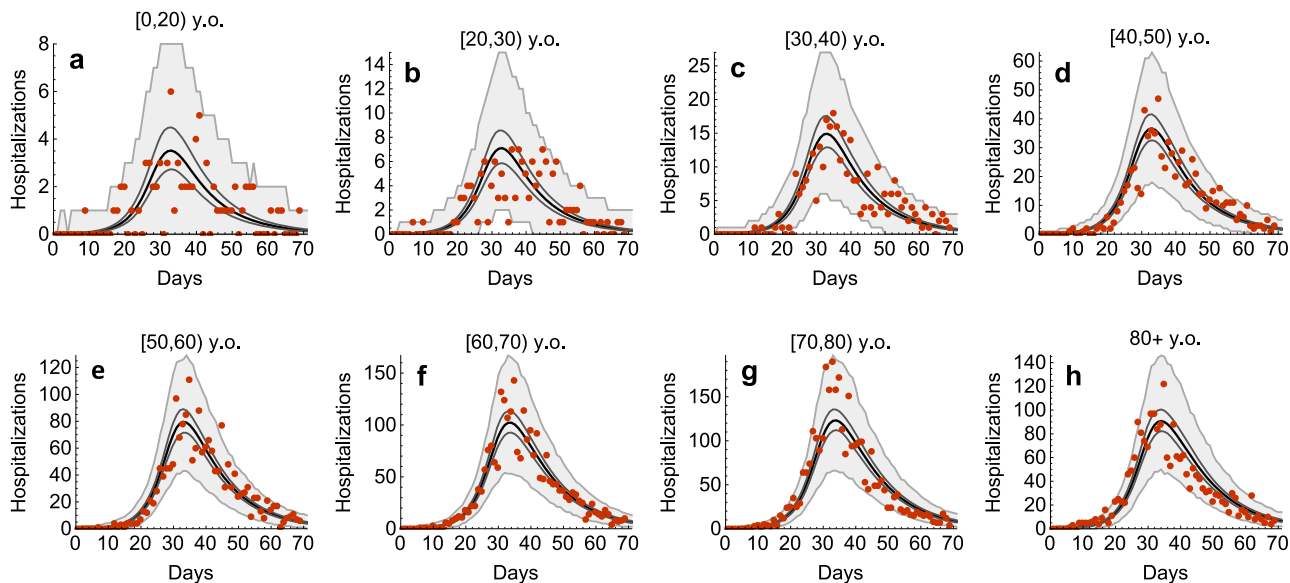 [0,20) y.o.
a
Hospitalizations
8
6
4
2
0
0 10 20 30 40 50 60 70
Days
[20,30) y.o.
b
Hospitalizations
14
12
10
8
6
4
2
0
0 10 20 30 40 50 60 70
Days
[30,40) y.o.
c
Hospitalizations
25
20
15
10
5
0
0 10 20 30 40 50 60 70
Days
[40,50) y.o.
d
Hospitalizations
60
50
40
30
20
10
0
0 10 20 30 40 50 60 70
Days
[50,60) y.o.
e
Hospitalizations
120
100
80
60
40
20
0
0 10 20 30 40 50 60 70
Days
[60,70) y.o.
f
Hospitalizations
150
100
50
0
0 10 20 30 40 50 60 70
Days
[70,80) y.o.
g
Hospitalizations
150
100
50
0
0 10 20 30 40 50 60 70
Days
80+ y.o.
h
Hospitalizations
140
120
100
80
60
40
20
0
0 10 20 30 40 50 60 70
Days